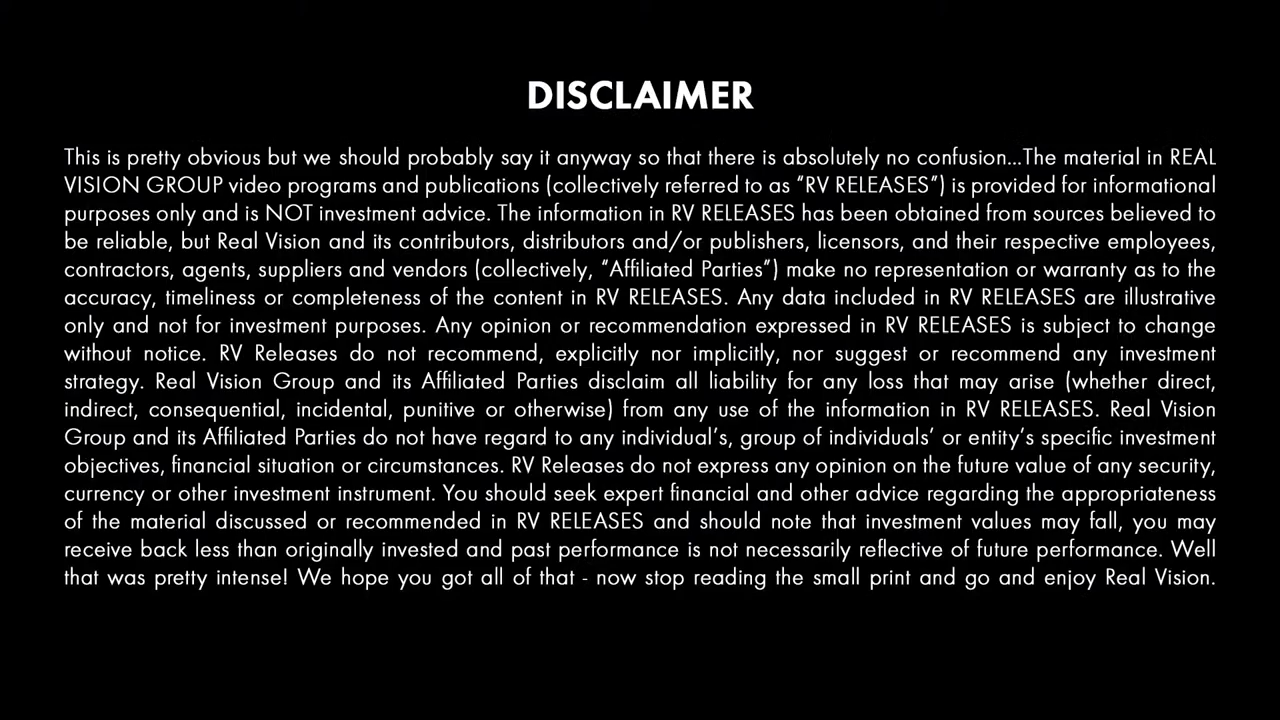 DISCLAIMER
This is pretty obvious but we should probably say it anyway so that there is absolutely no confusion...The material in REAL
VISION GROUP video programs and publications (collectively referred to as “RV RELEASES”) is provided for informational
purposes only and is NOT investment advice. The information in RV RELEASES has been obtained from sources believed to
be reliable, but Real Vision and its contributors, distributors and/or publishers, licensors, and their respective employees,
contractors, agents, suppliers and vendors (collectively, “Affiliated Parties”) make no representation or warranty as to the
accuracy, timeliness or completeness of the content in RV RELEASES. Any data included in RV RELEASES are illustrative
only and not for investment purposes. Any opinion or recommendation expressed in RV RELEASES is subject to change
without notice. RV Releases do not recommend, explicitly nor implicitly, nor suggest or recommend any investment
strategy. Real Vision Group and its Affiliated Parties disclaim all liability for any loss that may arise (whether direct,
indirect, consequential, incidental, punitive or otherwise) from any use of the information in RV RELEASES. Real Vision
Group and its Affiliated Parties do not have regard to any individual’s, group of individuals’ or entity’s specific investment
objectives, financial situation or circumstances. RV Releases do not express any opinion on the future value of any security,
currency or other investment instrument. You should seek expert financial and other advice regarding the appropriateness
of the material discussed or recommended in RV RELEASES and should note that investment values may fall, you may
receive back less than originally invested and past performance is not necessarily reflective of future performance. Well
that was pretty intense! We hope you got all of that - now stop reading the small print and go and enjoy Real Vision.